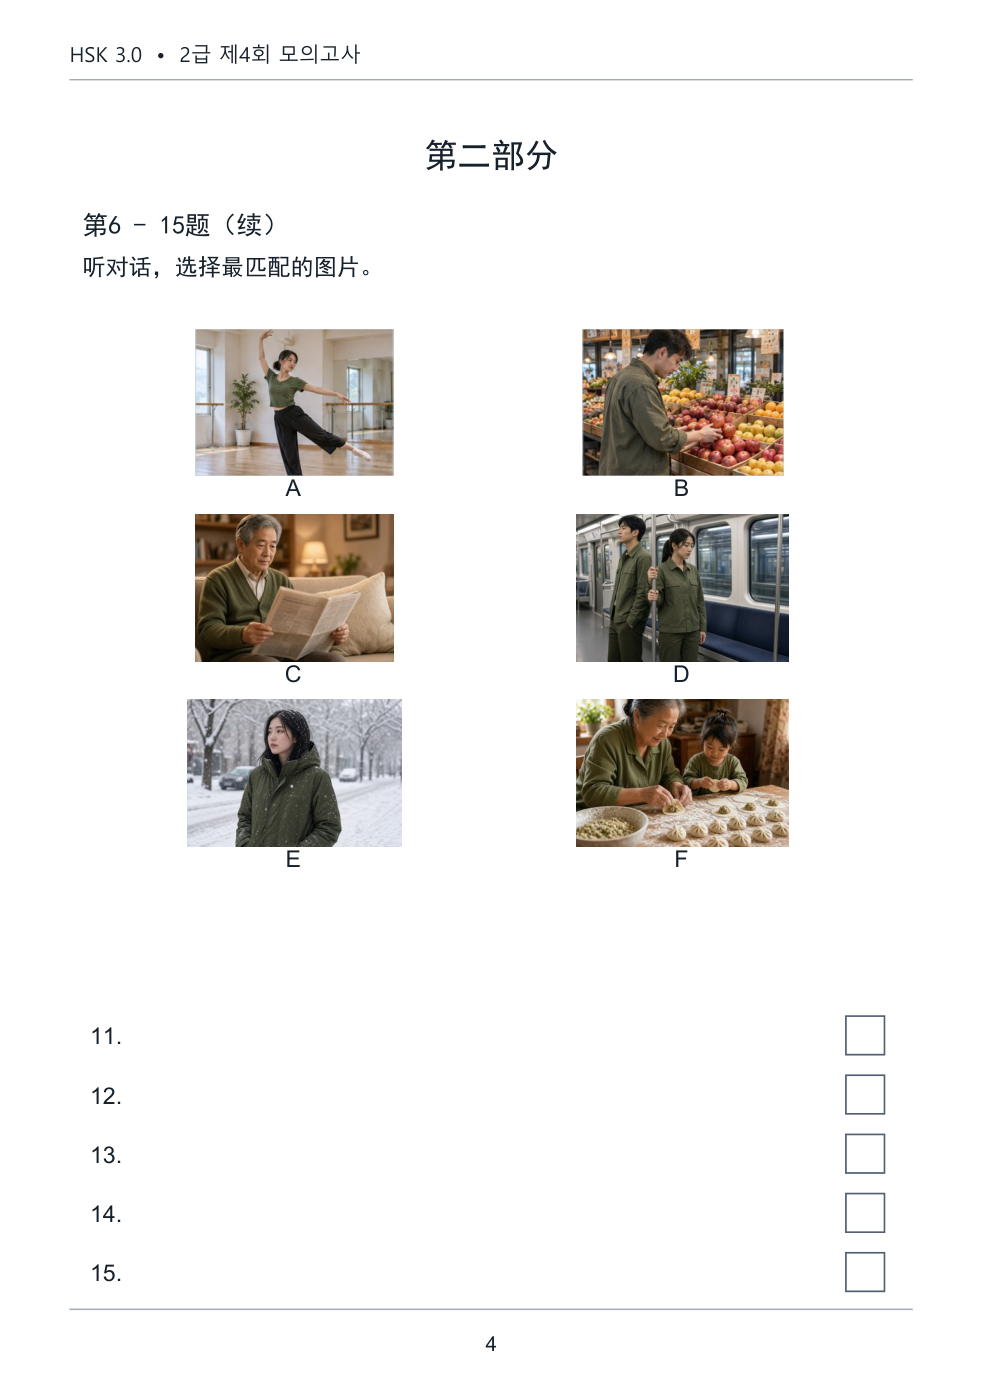 HSK 3.0 • 2급 제4회 모의고사
第二部分
第6 - 15题（续）
听对话，选择最匹配的图片。
A
B
C
D
E
F
11.
12.
13.
14.
15.
4